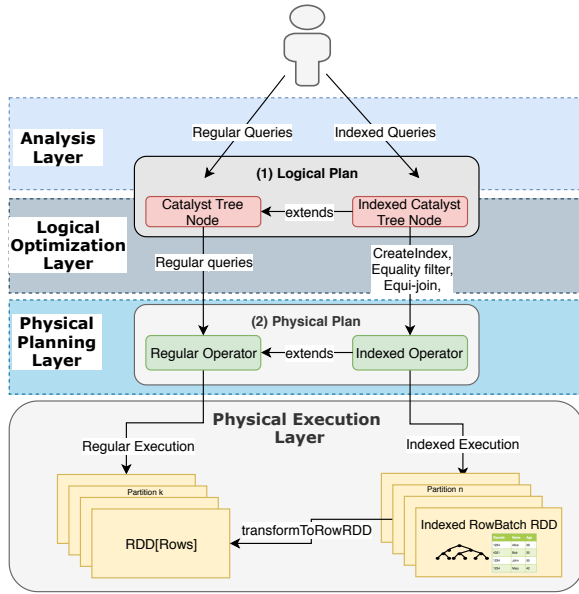 Regular Queries
Indexed Queries
Analysis
Layer
(1) Logical Plan
Catalyst Tree
Node
extends
Indexed Catalyst
Tree Node
Logical
Optimization
Layer
Regular queries
CreateIndex,
Equality filter,
Equi-join,
Physical
Planning
Layer
(2) Physical Plan
Regular Operator
extends
Indexed Operator
Physical Execution
Layer
Regular Execution
Indexed Execution
Partition k
Partition n
RDD[Rows]
transformToRowRDD
Indexed RowBatch RDD